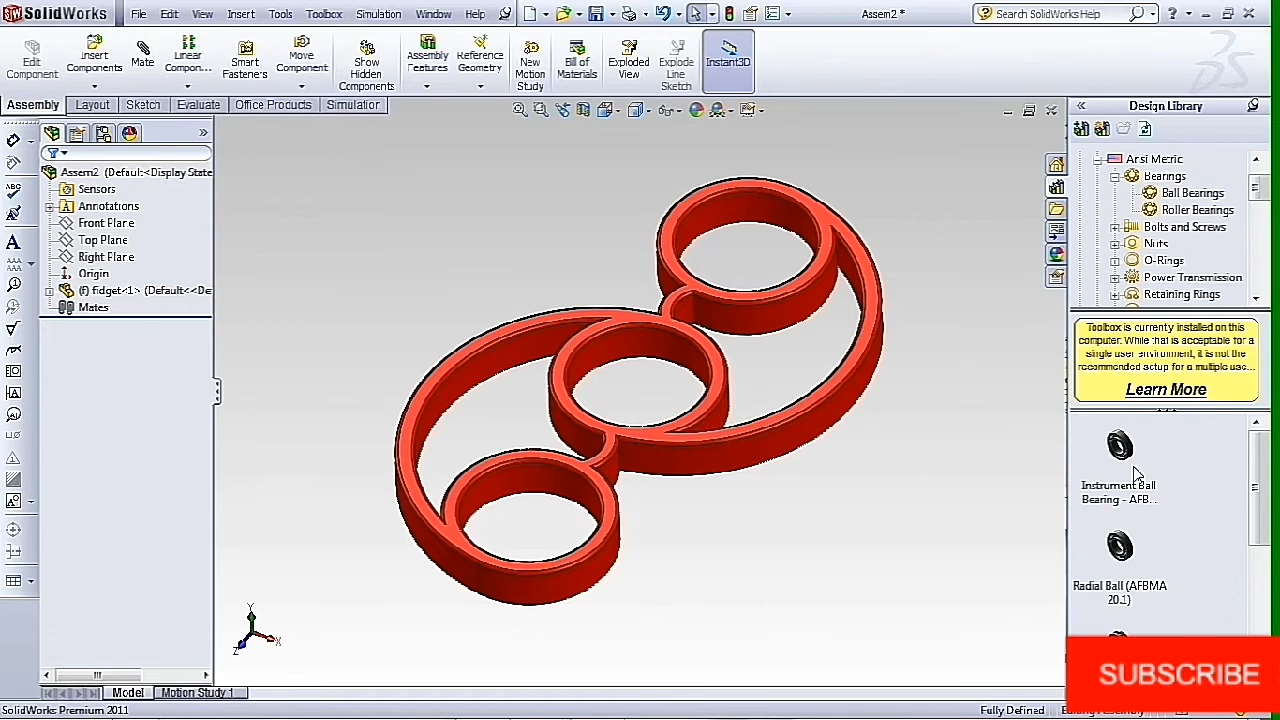 SolidWorks File Edit View Insert Tools Toolbox Simulation Window Help Assem2 * Search SolidWorks Help
Edit Component
Insert Components
Mate
Linear Compon...
Smart Fasteners
Move Component
Show Hidden Components
Assembly Features
Reference Geometry
New Motion Study
Bill of Materials
Exploded View
Explode Line Sketch
Instant3D
Assembly Layout Sketch Evaluate Office Products Simulation
Assem2 (Default<Display State
Sensors
Annotations
Front Plane
Top Plane
Right Plane
Origin
(f) fidget<1> (Default<<De
Mates
Design Library
Ansi Metric
Bearings
Ball Bearings
Roller Bearings
Bolts and Screws
Nuts
O-Rings
Power Transmission
Retaining Rings
Toolbox is currently installed on this
computer. While that is acceptable for a
single user environment, it is not the
recommended setup for a multiple use...
Learn More
Instrument Ball
Bearing - AFB...
Radial Ball (AFBMA
20.1)
SUBSCRIBE
Y
X
Z
Model Motion Study 1
SolidWorks Premium 2011 Fully Defined Editing Assembly